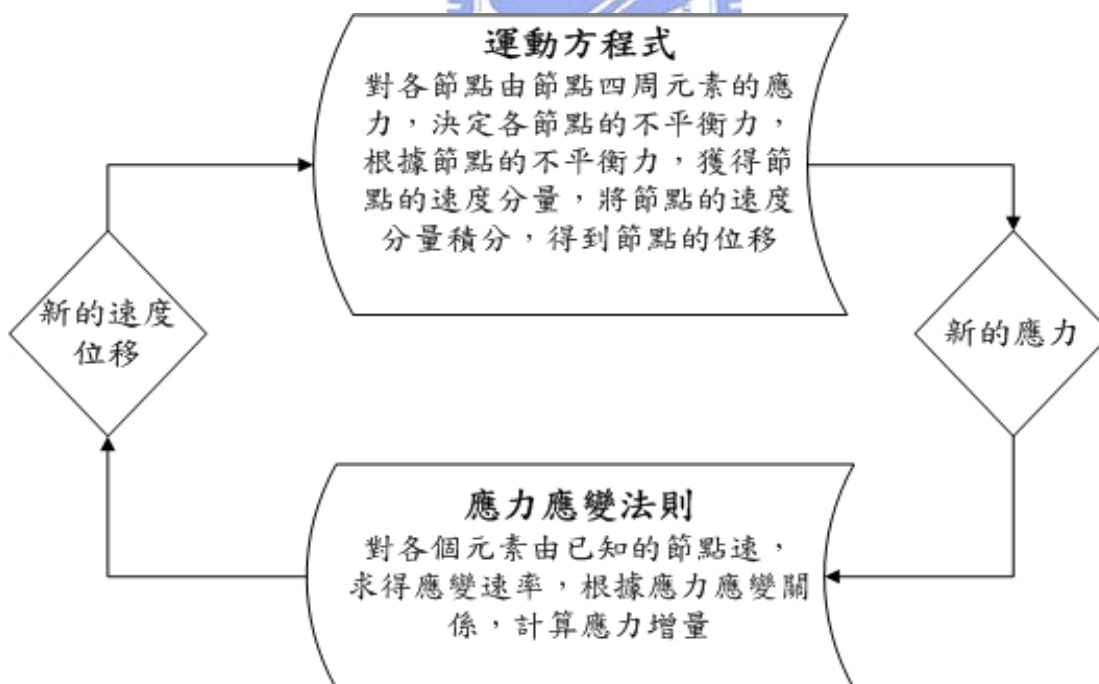 運動方程式
對各節點由節點四周元素的應
力，決定各節點的不平衡力，
根據節點的不平衡力，獲得節
點的速度分量，將節點的速度
分量積分，得到節點的位移
新的速度
位移
新的應力
應力應變法則
對各個元素由已知的節點速，
求得應變速率，根據應力應變關
係，計算應力增量